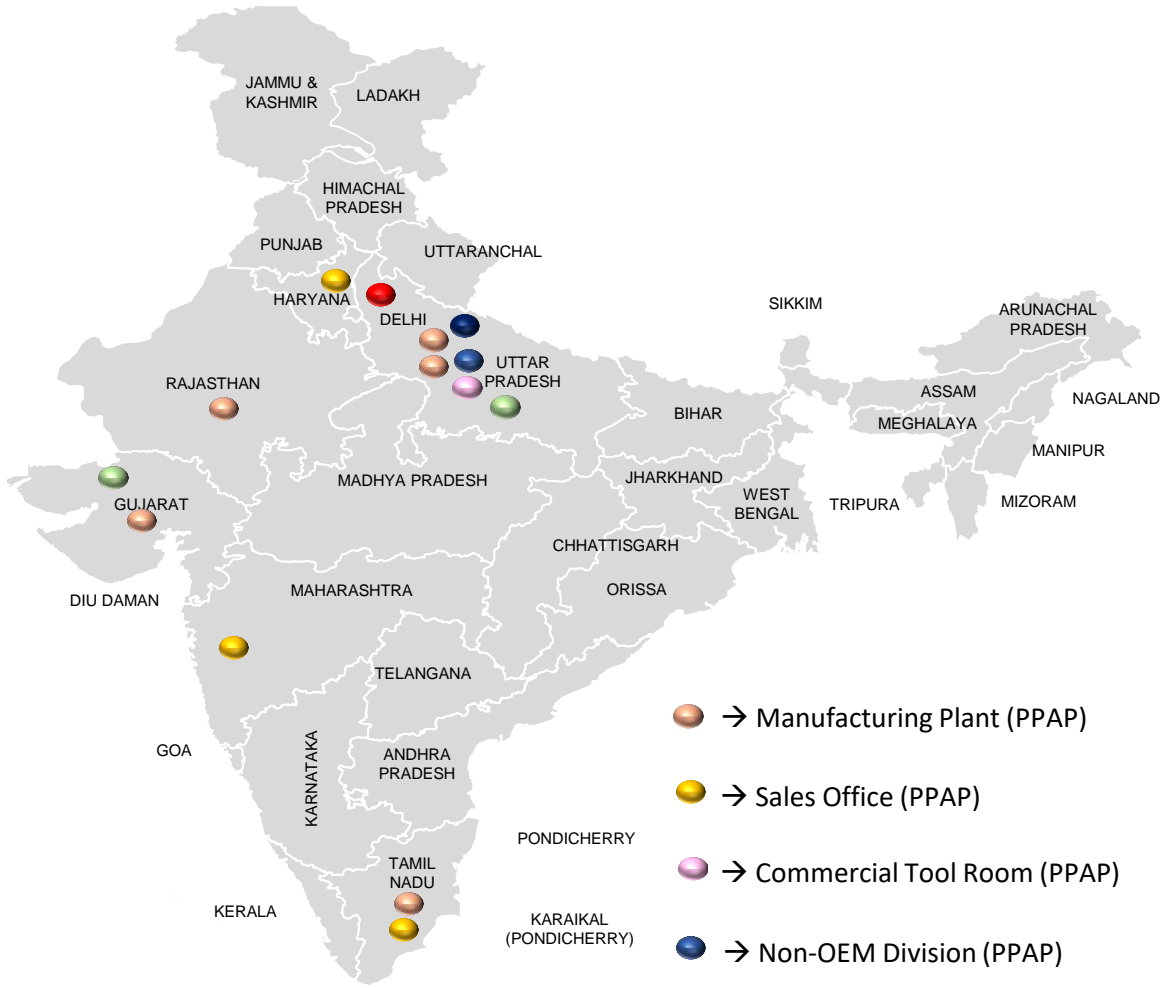 JAMMU &
KASHMIR
LADAKH
HIMACHAL
PRADESH
PUNJAB
UTTARANCHAL
HARYANA
SIKKIM
ARUNACHAL
PRADESH
DELHI
UTTAR
PRADESH
RAJASTHAN
ASSAM
NAGALAND
BIHAR
MEGHALAYA
MANIPUR
MADHYA PRADESH
JHARKHAND
WEST
BENGAL
TRIPURA
MIZORAM
GUJARAT
CHHATTISGARH
MAHARASHTRA
ORISSA
DIU DAMAN
TELANGANA
→ Manufacturing Plant (PPAP)
GOA
KARNATAKA
ANDHRA
PRADESH
→ Sales Office (PPAP)
PONDICHERRY
TAMIL
NADU
→ Commercial Tool Room (PPAP)
KERALA
KARAIKAL
(PONDICHERRY)
→ Non-OEM Division (PPAP)